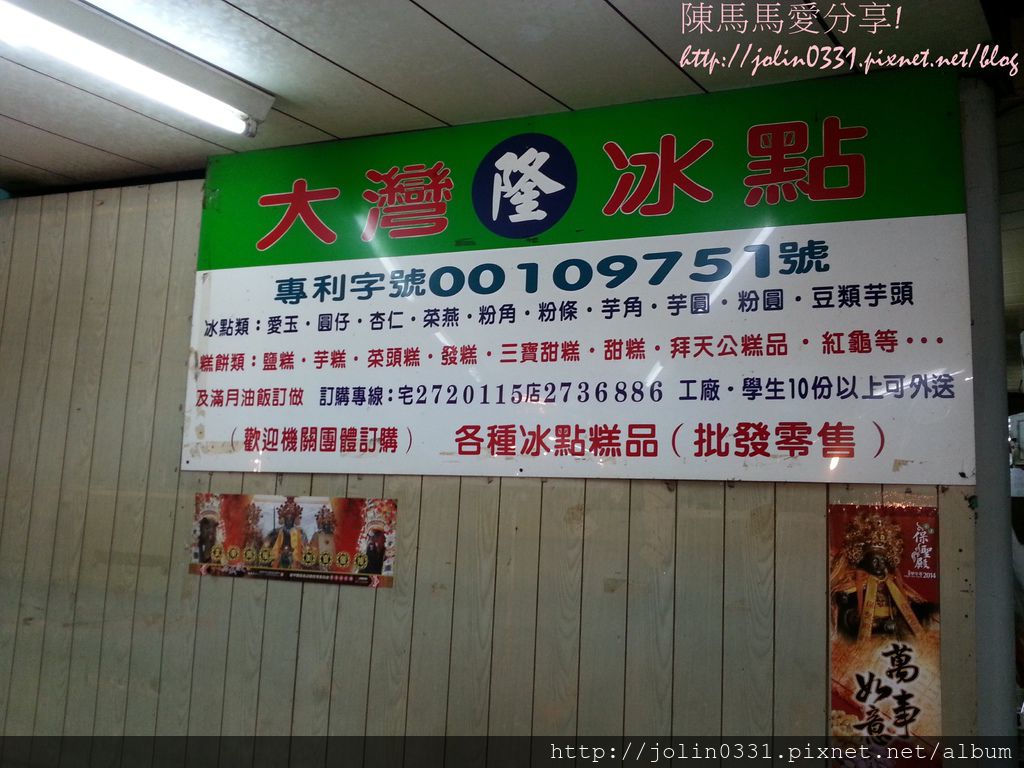 陳馬馬愛分享!
http://jolin0331.pixnet.net/blog
大灣隆冰點
專利字號00109751號
冰點類：愛玉・圓仔・杏仁・菜燕・粉角・粉條・芋角・芋圓・粉圓・豆類芋頭
糕餅類：鹽糕・芋糕・菜頭糕・發糕・三寶甜糕・甜糕・拜天公糕品・紅龜等・・・
及滿月油飯訂做 訂購專線：宅2720115店2736886 工廠・學生10份以上可外送
（歡迎機關團體訂購） 各種冰點糕品（批發零售）
保聖殿
2014
萬事
如意
http://jolin0331.pixnet.net/album